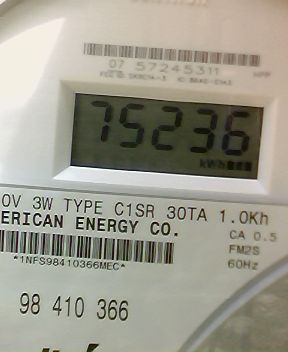 07 57245311
HPP
75236
kWh
0V 3W TYPE C1SR 30TA 1.0Kh
ERICAN ENERGY CO.
CA 0.5
FM2S
60Hz
*1NFS98410366MEC*
98 410 366